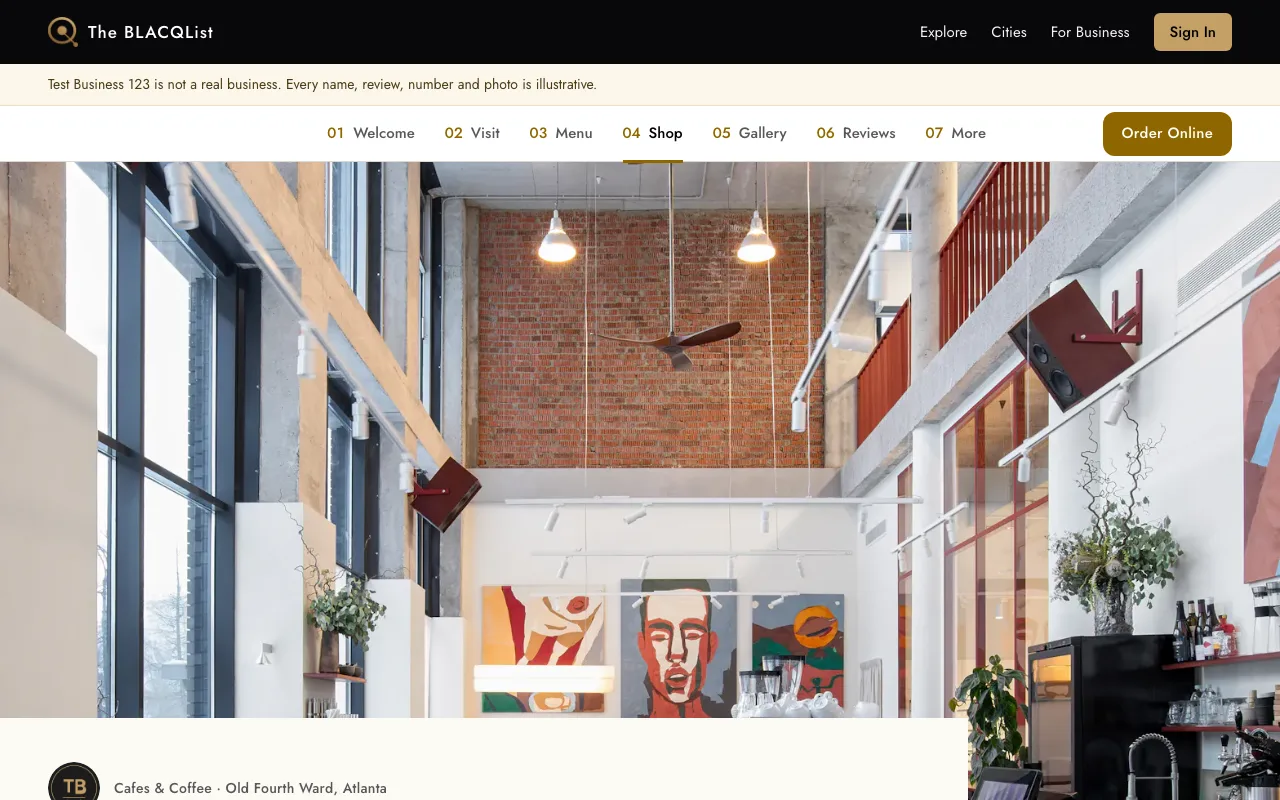 The BLACQList
Explore Cities For Business Sign In
Test Business 123 is not a real business. Every name, review, number and photo is illustrative.
01 Welcome 02 Visit 03 Menu 04 Shop 05 Gallery 06 Reviews 07 More
Order Online
TB
Cafes & Coffee · Old Fourth Ward, Atlanta